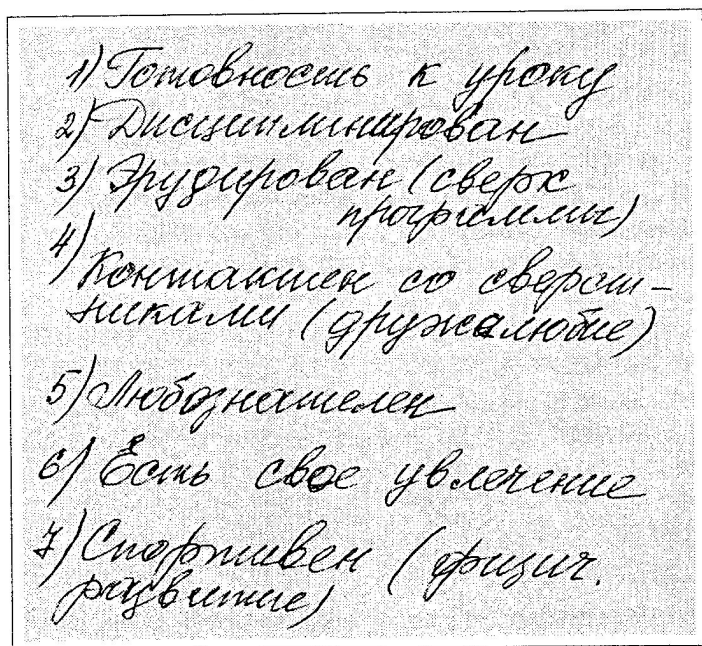 1) Готовность к уроку
2) Дисциплинирован
3) Эрудирован (сверх
программы)
4)
Контактен со сверст-
никами (дружелюбие)
5) Любознателен
6) Есть свое увлечение
7) Спортивен (физич.
развитие)